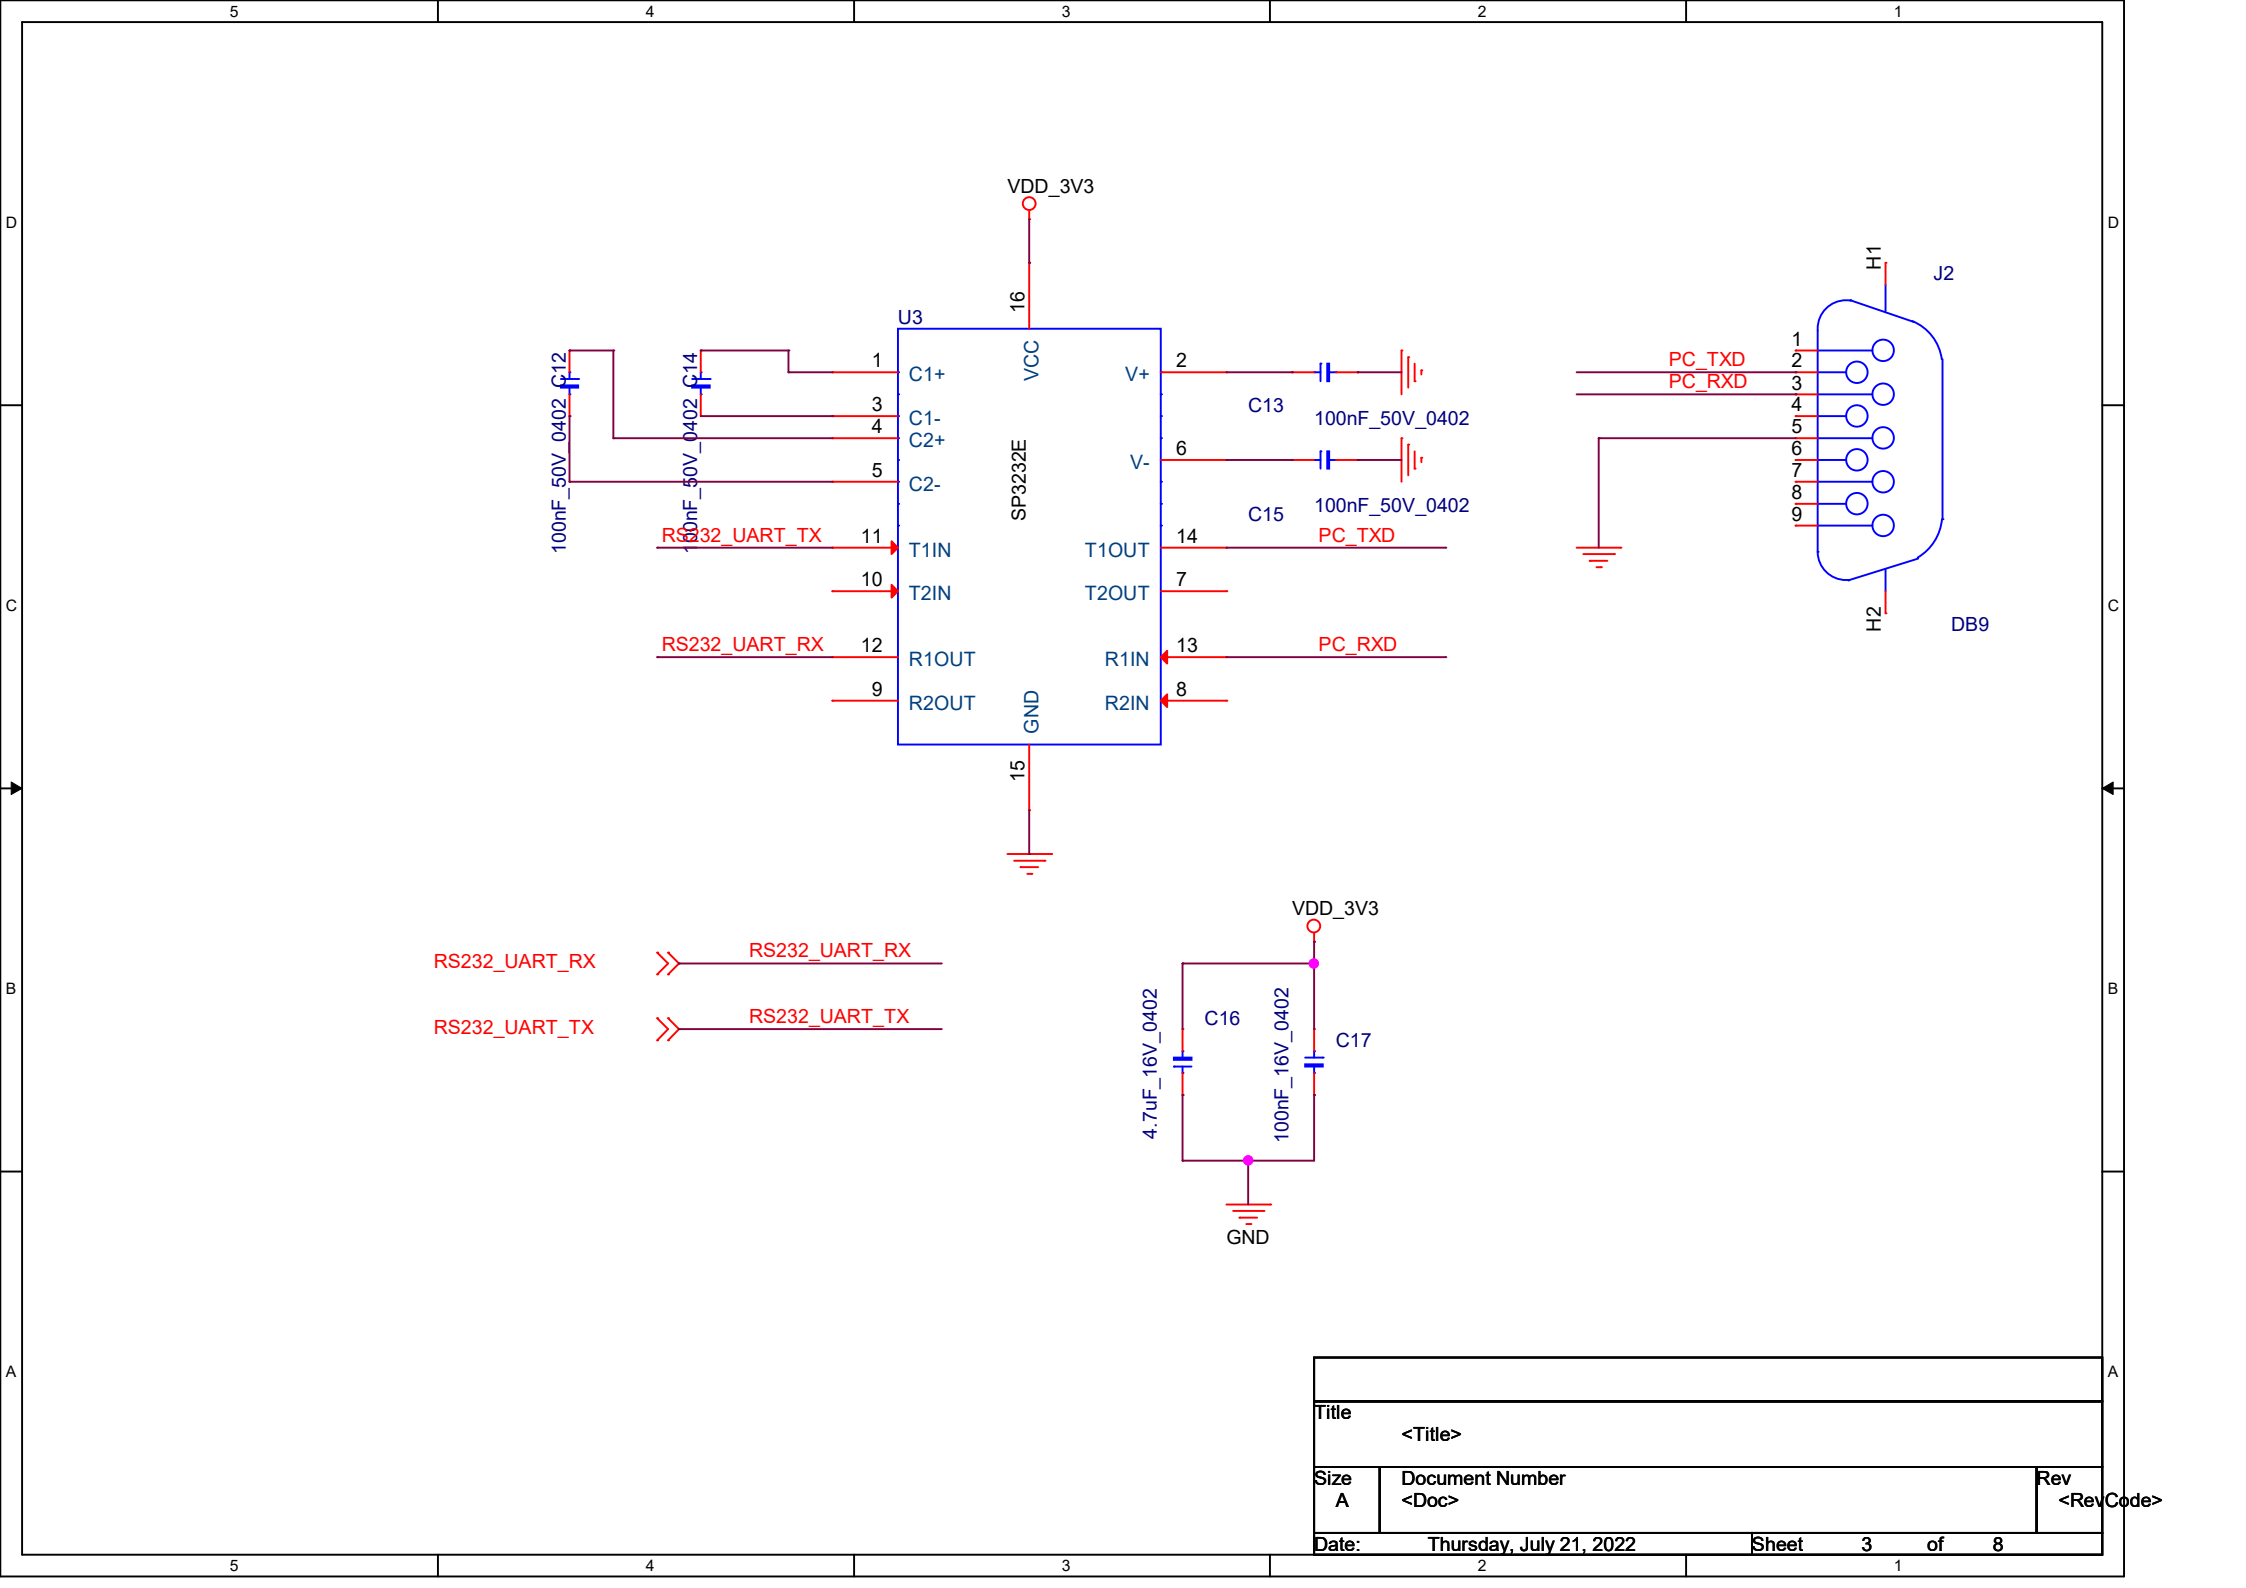 5 4 3 2 1
D D
C C
B B
A A
VDD_3V3
16
U3
VCC
SP3232E
GND
15
1 C1+
3 C1-
4 C2+
5 C2-
11 T1IN
10 T2IN
12 R1OUT
9 R2OUT
V+ 2
V- 6
T1OUT 14
T2OUT 7
R1IN 13
R2IN 8
C12
100nF_50V_0402
C14
100nF_50V_0402
RS232_UART_TX
RS232_UART_RX
C13
100nF_50V_0402
C15
100nF_50V_0402
PC_TXD
PC_RXD
H1
J2
PC_TXD
PC_RXD
1
2
3
4
5
6
7
8
9
H2
DB9
RS232_UART_RX RS232_UART_RX
RS232_UART_TX RS232_UART_TX
VDD_3V3
4.7uF_16V_0402
C16
100nF_16V_0402
C17
GND
Title
<Title>
Size Document Number Rev
A <Doc> <RevCode>
Date: Thursday, July 21, 2022 Sheet 3 of 8
5 4 3 2 1